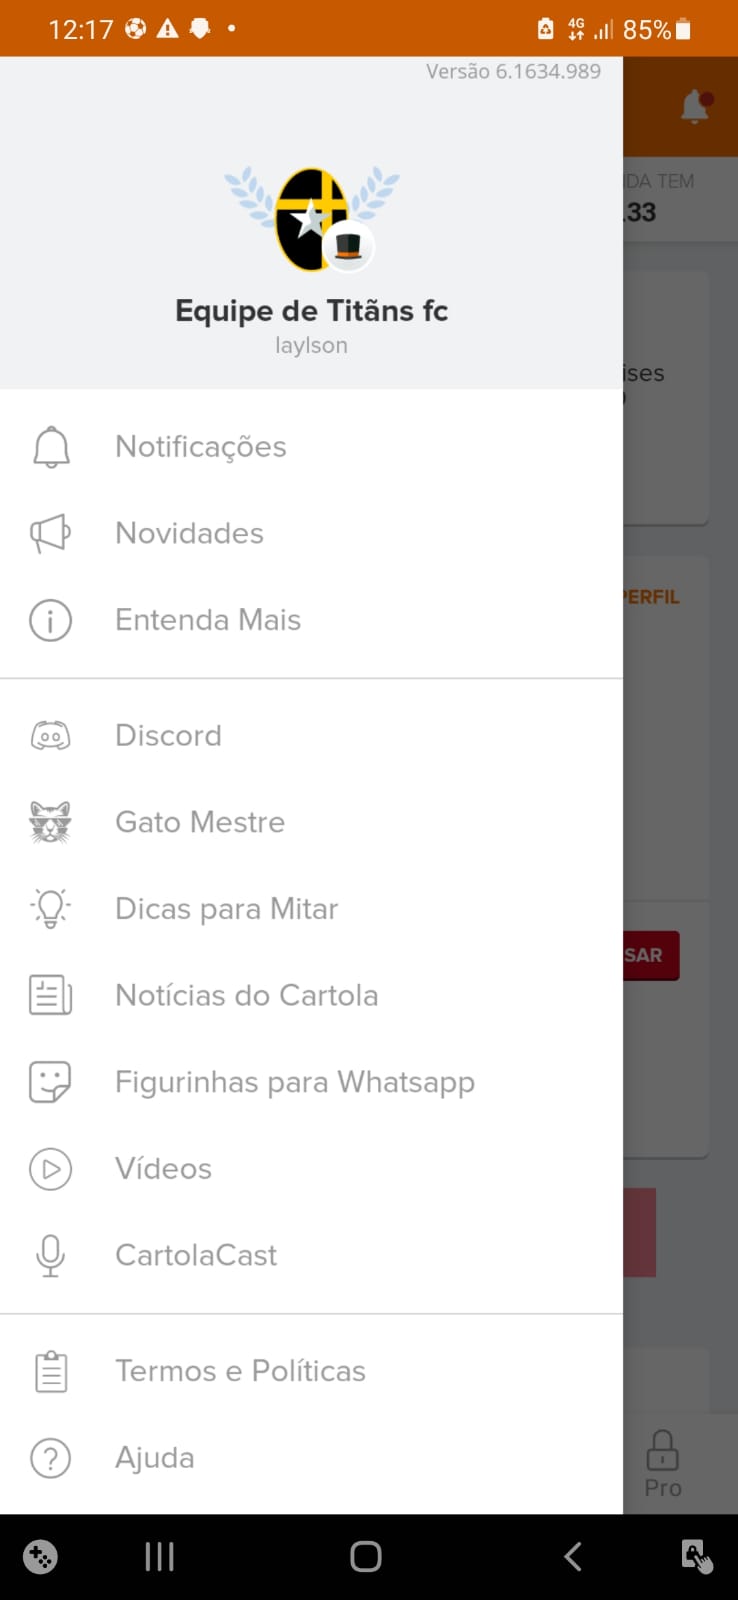 12:17
4G
85%
Versão 6.1634.989
DA TEM
.33
Equipe de Titãns fc
laylson
ises
Notificações
Novidades
Entenda Mais
PERFIL
Discord
Gato Mestre
Dicas para Mitar
SAR
Notícias do Cartola
Figurinhas para Whatsapp
Vídeos
CartolaCast
Termos e Políticas
Ajuda
Pro